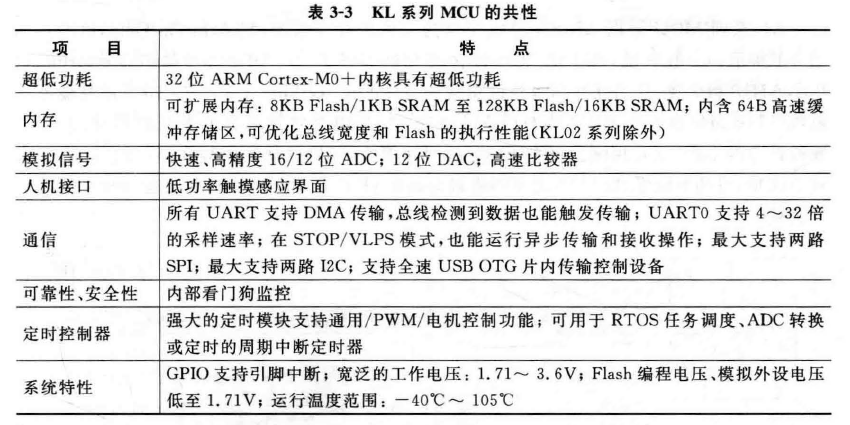 表 3-3 KL 系列 MCU 的共性
项 目 特 点
超低功耗 32 位 ARM Cortex-M0+内核具有超低功耗
内存 可扩展内存：8KB Flash/1KB SRAM 至 128KB Flash/16KB SRAM；内含 64B 高速缓
冲存储区,可优化总线宽度和 Flash 的执行性能(KL02 系列除外)
模拟信号 快速、高精度 16/12 位 ADC；12 位 DAC；高速比较器
人机接口 低功率触摸感应界面
通信 所有 UART 支持 DMA 传输,总线检测到数据也能触发传输；UART0 支持 4～32 倍
的采样速率；在 STOP/VLPS 模式,也能运行异步传输和接收操作；最大支持两路
SPI；最大支持两路 I2C；支持全速 USB OTG 片内传输控制设备
可靠性、安全性 内部看门狗监控
定时控制器 强大的定时模块支持通用/PWM/电机控制功能；可用于 RTOS 任务调度、ADC 转换
或定时的周期中断定时器
系统特性 GPIO 支持引脚中断；宽泛的工作电压：1.71～3.6V；Flash 编程电压、模拟外设电压
低至 1.71V；运行温度范围：－40℃～105℃